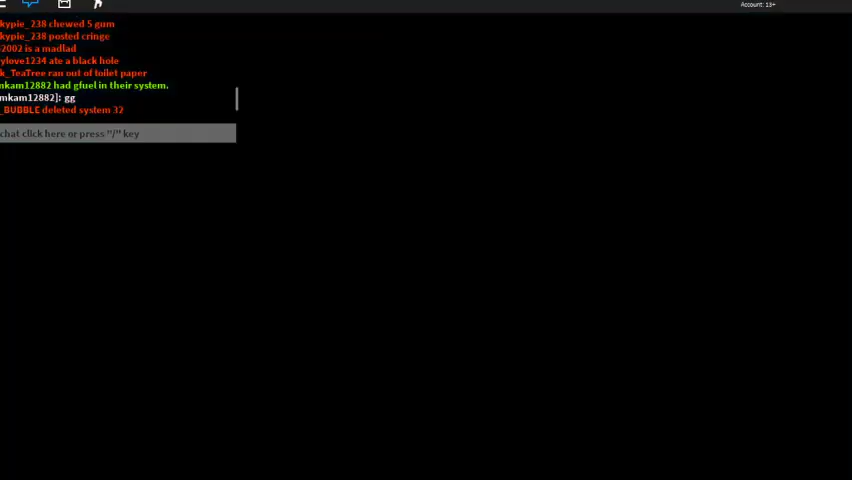 Account: 13+
kypie_238 chewed 5 gum
kypie_238 posted cringe
2002 is a madlad
ylove1234 ate a black hole
k_TeaTree ran out of toilet paper
mkam12882 had gfuel in their system.
mkam12882]: gg
_BUBBLE deleted system 32
chat click here or press "/" key